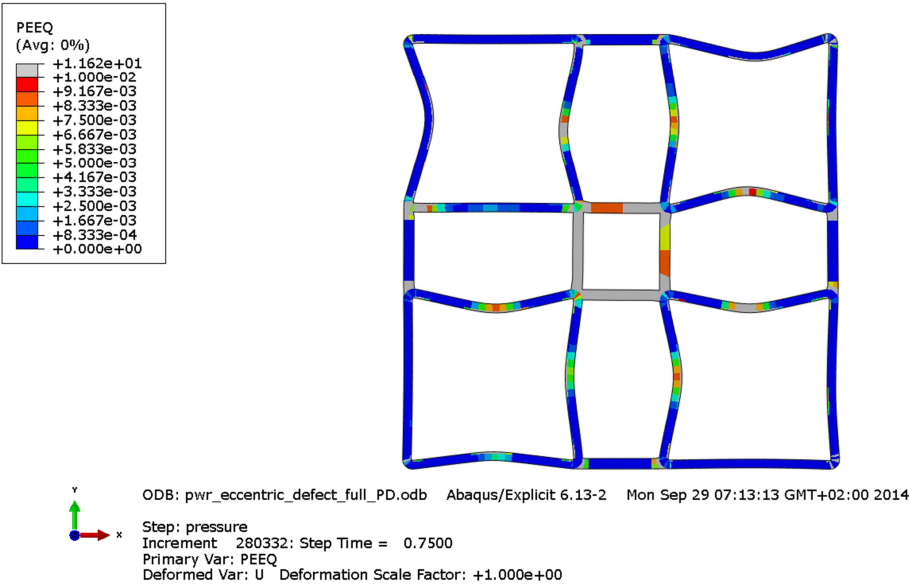 PEEQ
(Avg: 0%)
+1.162e+01
+1.000e-02
+9.167e-03
+8.333e-03
+7.500e-03
+6.667e-03
+5.833e-03
+5.000e-03
+4.167e-03
+3.333e-03
+2.500e-03
+1.667e-03
+8.333e-04
+0.000e+00
Y
X
ODB: pwr_eccentric_defect_full_PD.odb Abaqus/Explicit 6.13-2 Mon Sep 29 07:13:13 GMT+02:00 2014
Step: pressure
Increment 280332: Step Time = 0.7500
Primary Var: PEEQ
Deformed Var: U Deformation Scale Factor: +1.000e+00